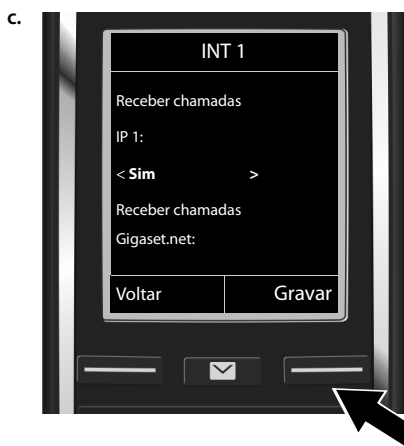 c.
INT 1
Receber chamadas
IP 1:
< Sim >
Receber chamadas
Gigaset.net:
Voltar Gravar